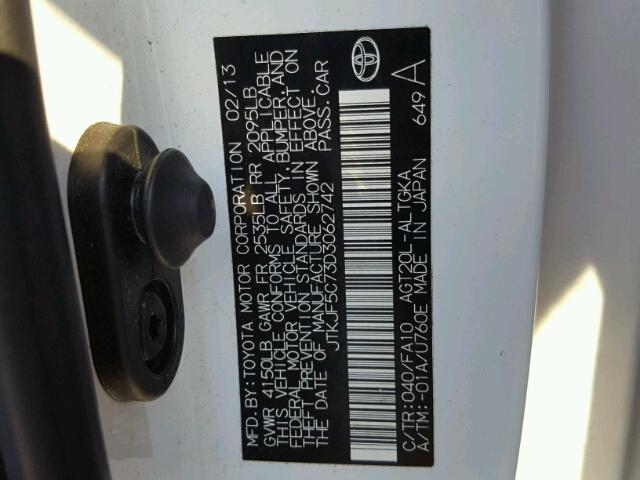 MFD.BY:TOYOTA MOTOR CORPORATION 02/13
GVWR 4150LB GAWR FR 2535LB RR 2095LB
THIS VEHICLE CONFORMS TO ALL APPLICABLE
FEDERAL MOTOR VEHICLE SAFETY,BUMPER,AND
THEFT PREVENTION STANDARDS IN EFFECT ON
THE DATE OF MANUFACTURE SHOWN ABOVE.
JTKJF5C73D3062742 PASS.CAR
C/TR:040/FA10 AGT20L-ALTGKA
A/TM:-01A/U760E MADE IN JAPAN 649A